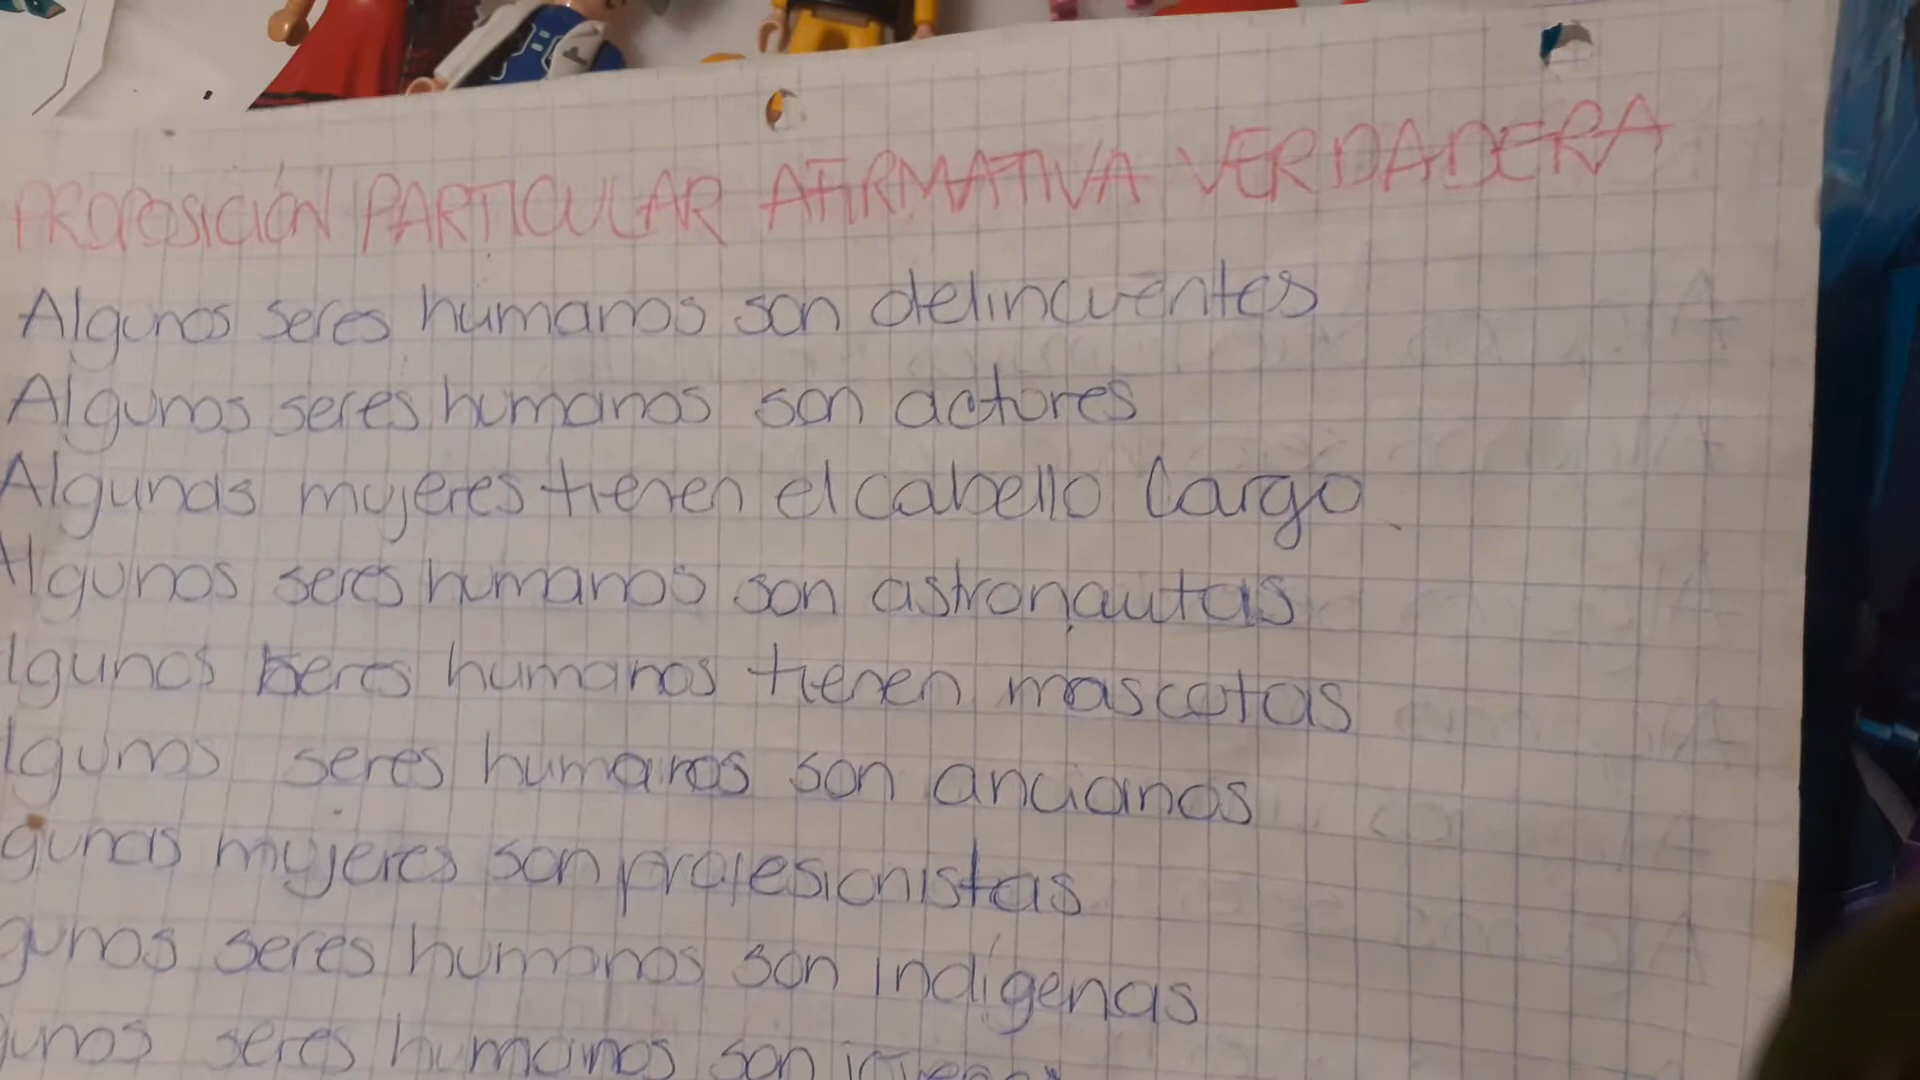 PROPOSICIÓN PARTICULAR AFIRMATIVA VERDADERA
Algunos seres humanos son delincuentes
Algunos seres humanos son actores
Algunas mujeres tienen el cabello largo.
Algunos seres humanos son astronautas
lgunos seres humanos tienen mascotas
lgunos seres humanos son ancianos
gunas mujeres son profesionistas
gunos seres humanos son indígenas
unos seres humanos son